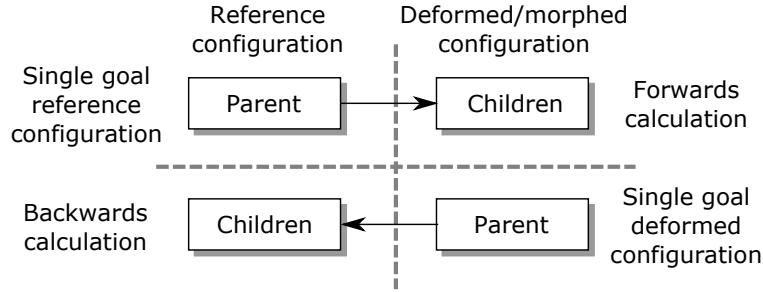 Reference
configuration
Deformed/morphed
configuration
Single goal
reference
configuration
Parent
Children
Forwards
calculation
Backwards
calculation
Children
Parent
Single goal
deformed
configuration